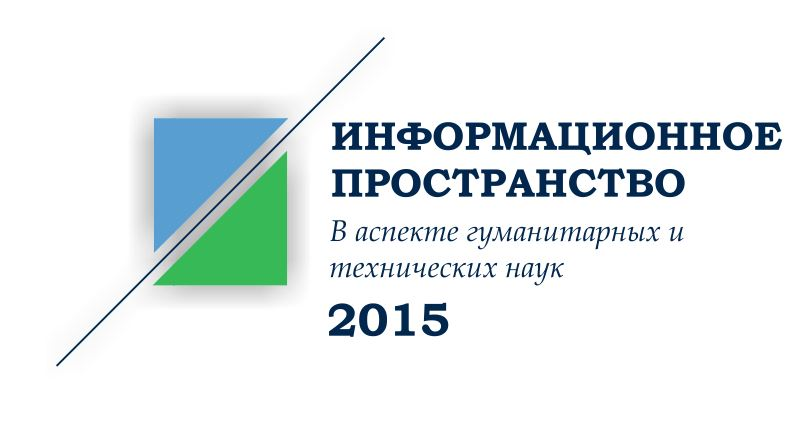 ИНФОРМАЦИОННОЕ
ПРОСТРАНСТВО
В аспекте гуманитарных и
технических наук
2015